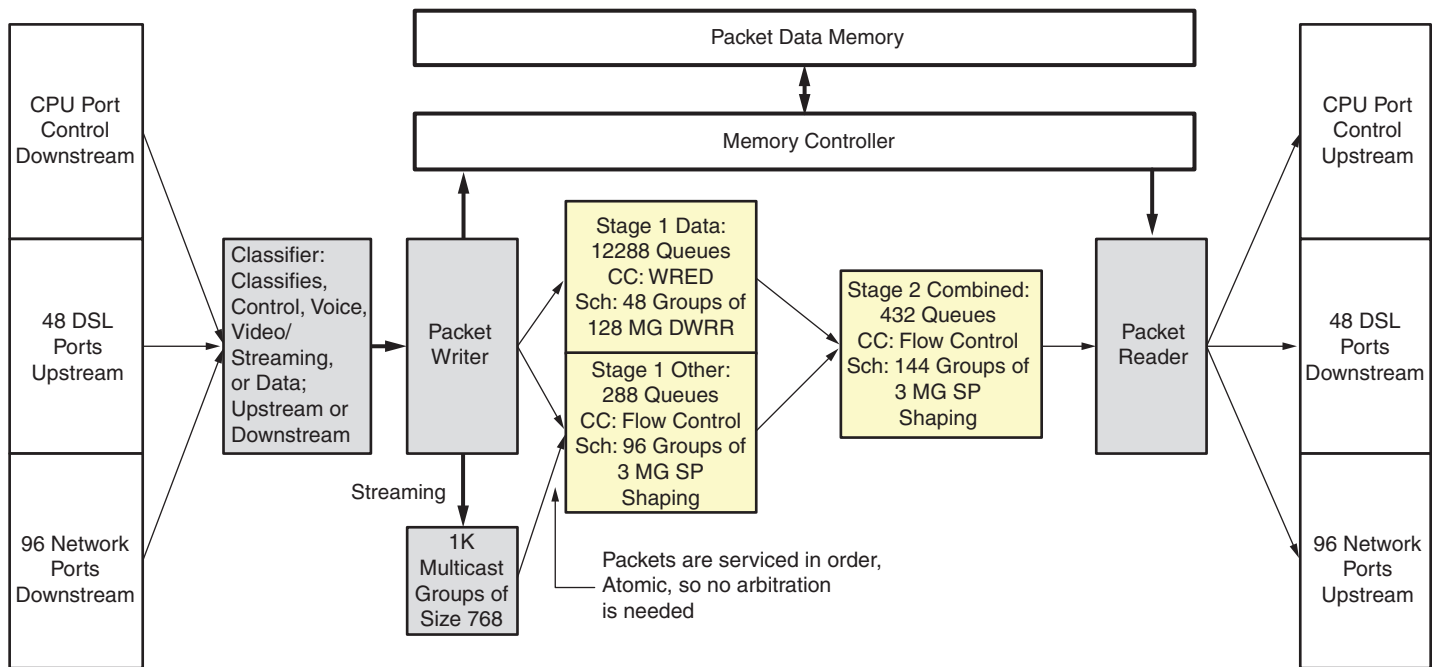 Packet Data Memory
Memory Controller
CPU Port
Control
Downstream
48 DSL
Ports
Upstream
96 Network
Ports
Downstream
Classifier:
Classifies,
Control, Voice,
Video/
Streaming,
or Data;
Upstream or
Downstream
Packet
Writer
Streaming
1K
Multicast
Groups of
Size 768
Stage 1 Data:
12288 Queues
CC: WRED
Sch: 48 Groups of
128 MG DWRR
Stage 1 Other:
288 Queues
CC: Flow Control
Sch: 96 Groups of
3 MG SP
Shaping
Packets are serviced in order,
Atomic, so no arbitration
is needed
Stage 2 Combined:
432 Queues
CC: Flow Control
Sch: 144 Groups of
3 MG SP
Shaping
Packet
Reader
CPU Port
Control
Upstream
48 DSL
Ports
Downstream
96 Network
Ports
Upstream